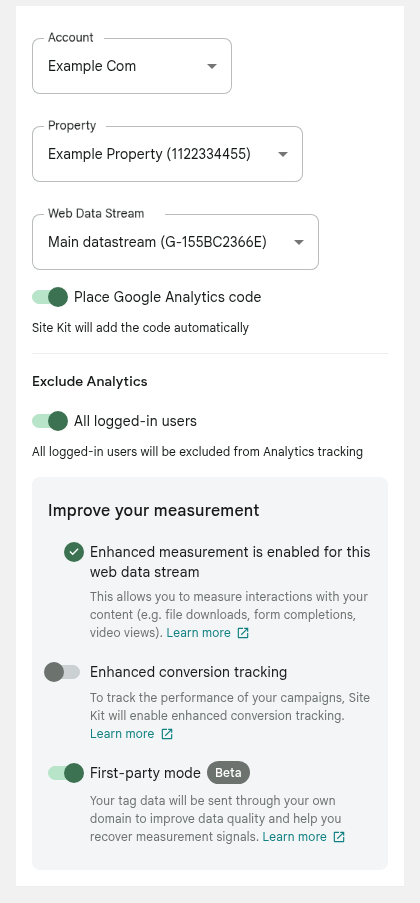 Account
Example Com
Property
Example Property (1122334455)
Web Data Stream
Main datastream (G-155BC2366E)
Place Google Analytics code
Site Kit will add the code automatically
Exclude Analytics
All logged-in users
All logged-in users will be excluded from Analytics tracking
Improve your measurement
Enhanced measurement is enabled for this
web data stream
This allows you to measure interactions with your
content (e.g. file downloads, form completions,
video views). Learn more
Enhanced conversion tracking
To track the performance of your campaigns, Site
Kit will enable enhanced conversion tracking.
Learn more
First-party mode Beta
Your tag data will be sent through your own
domain to improve data quality and help you
recover measurement signals. Learn more